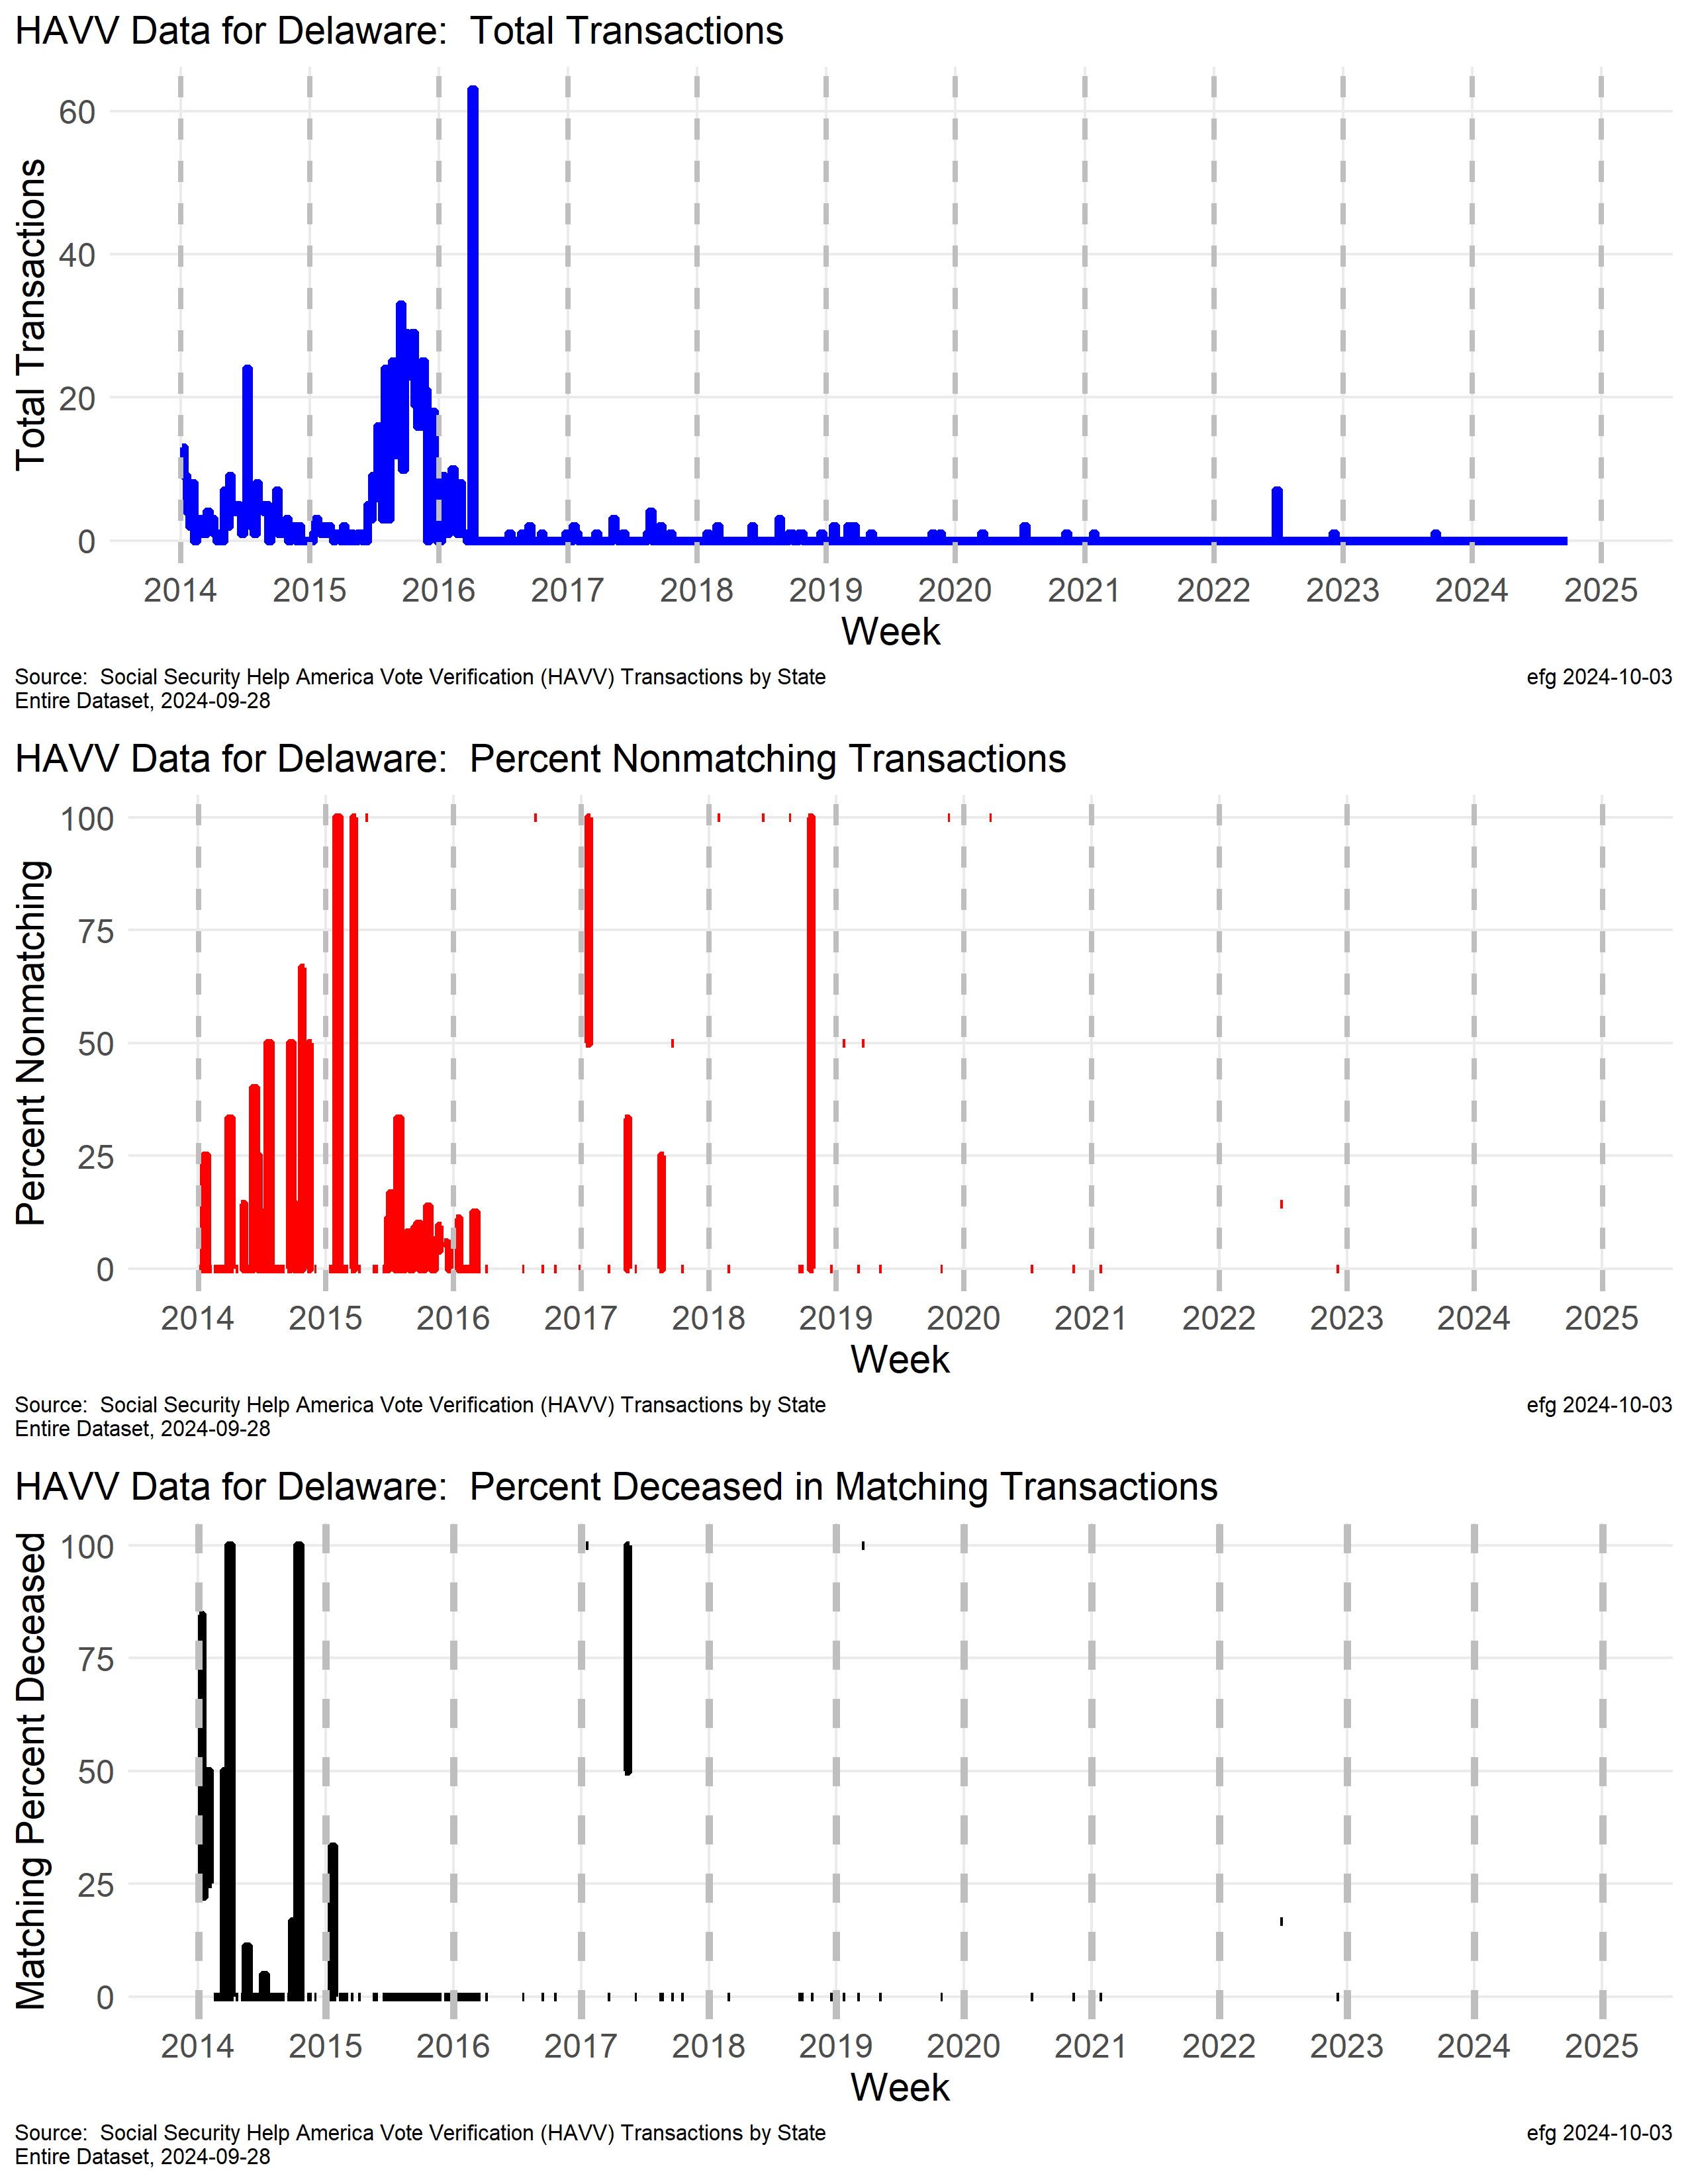 HAVV Data for Delaware:  Total Transactions
Total Transactions
60
40
20
0
2014 2015 2016 2017 2018 2019 2020 2021 2022 2023 2024 2025
Week
Source:  Social Security Help America Vote Verification (HAVV) Transactions by State
Entire Dataset, 2024-09-28
efg 2024-10-03
HAVV Data for Delaware:  Percent Nonmatching Transactions
Percent Nonmatching
100
75
50
25
0
2014 2015 2016 2017 2018 2019 2020 2021 2022 2023 2024 2025
Week
Source:  Social Security Help America Vote Verification (HAVV) Transactions by State
Entire Dataset, 2024-09-28
efg 2024-10-03
HAVV Data for Delaware:  Percent Deceased in Matching Transactions
Matching Percent Deceased
100
75
50
25
0
2014 2015 2016 2017 2018 2019 2020 2021 2022 2023 2024 2025
Week
Source:  Social Security Help America Vote Verification (HAVV) Transactions by State
Entire Dataset, 2024-09-28
efg 2024-10-03